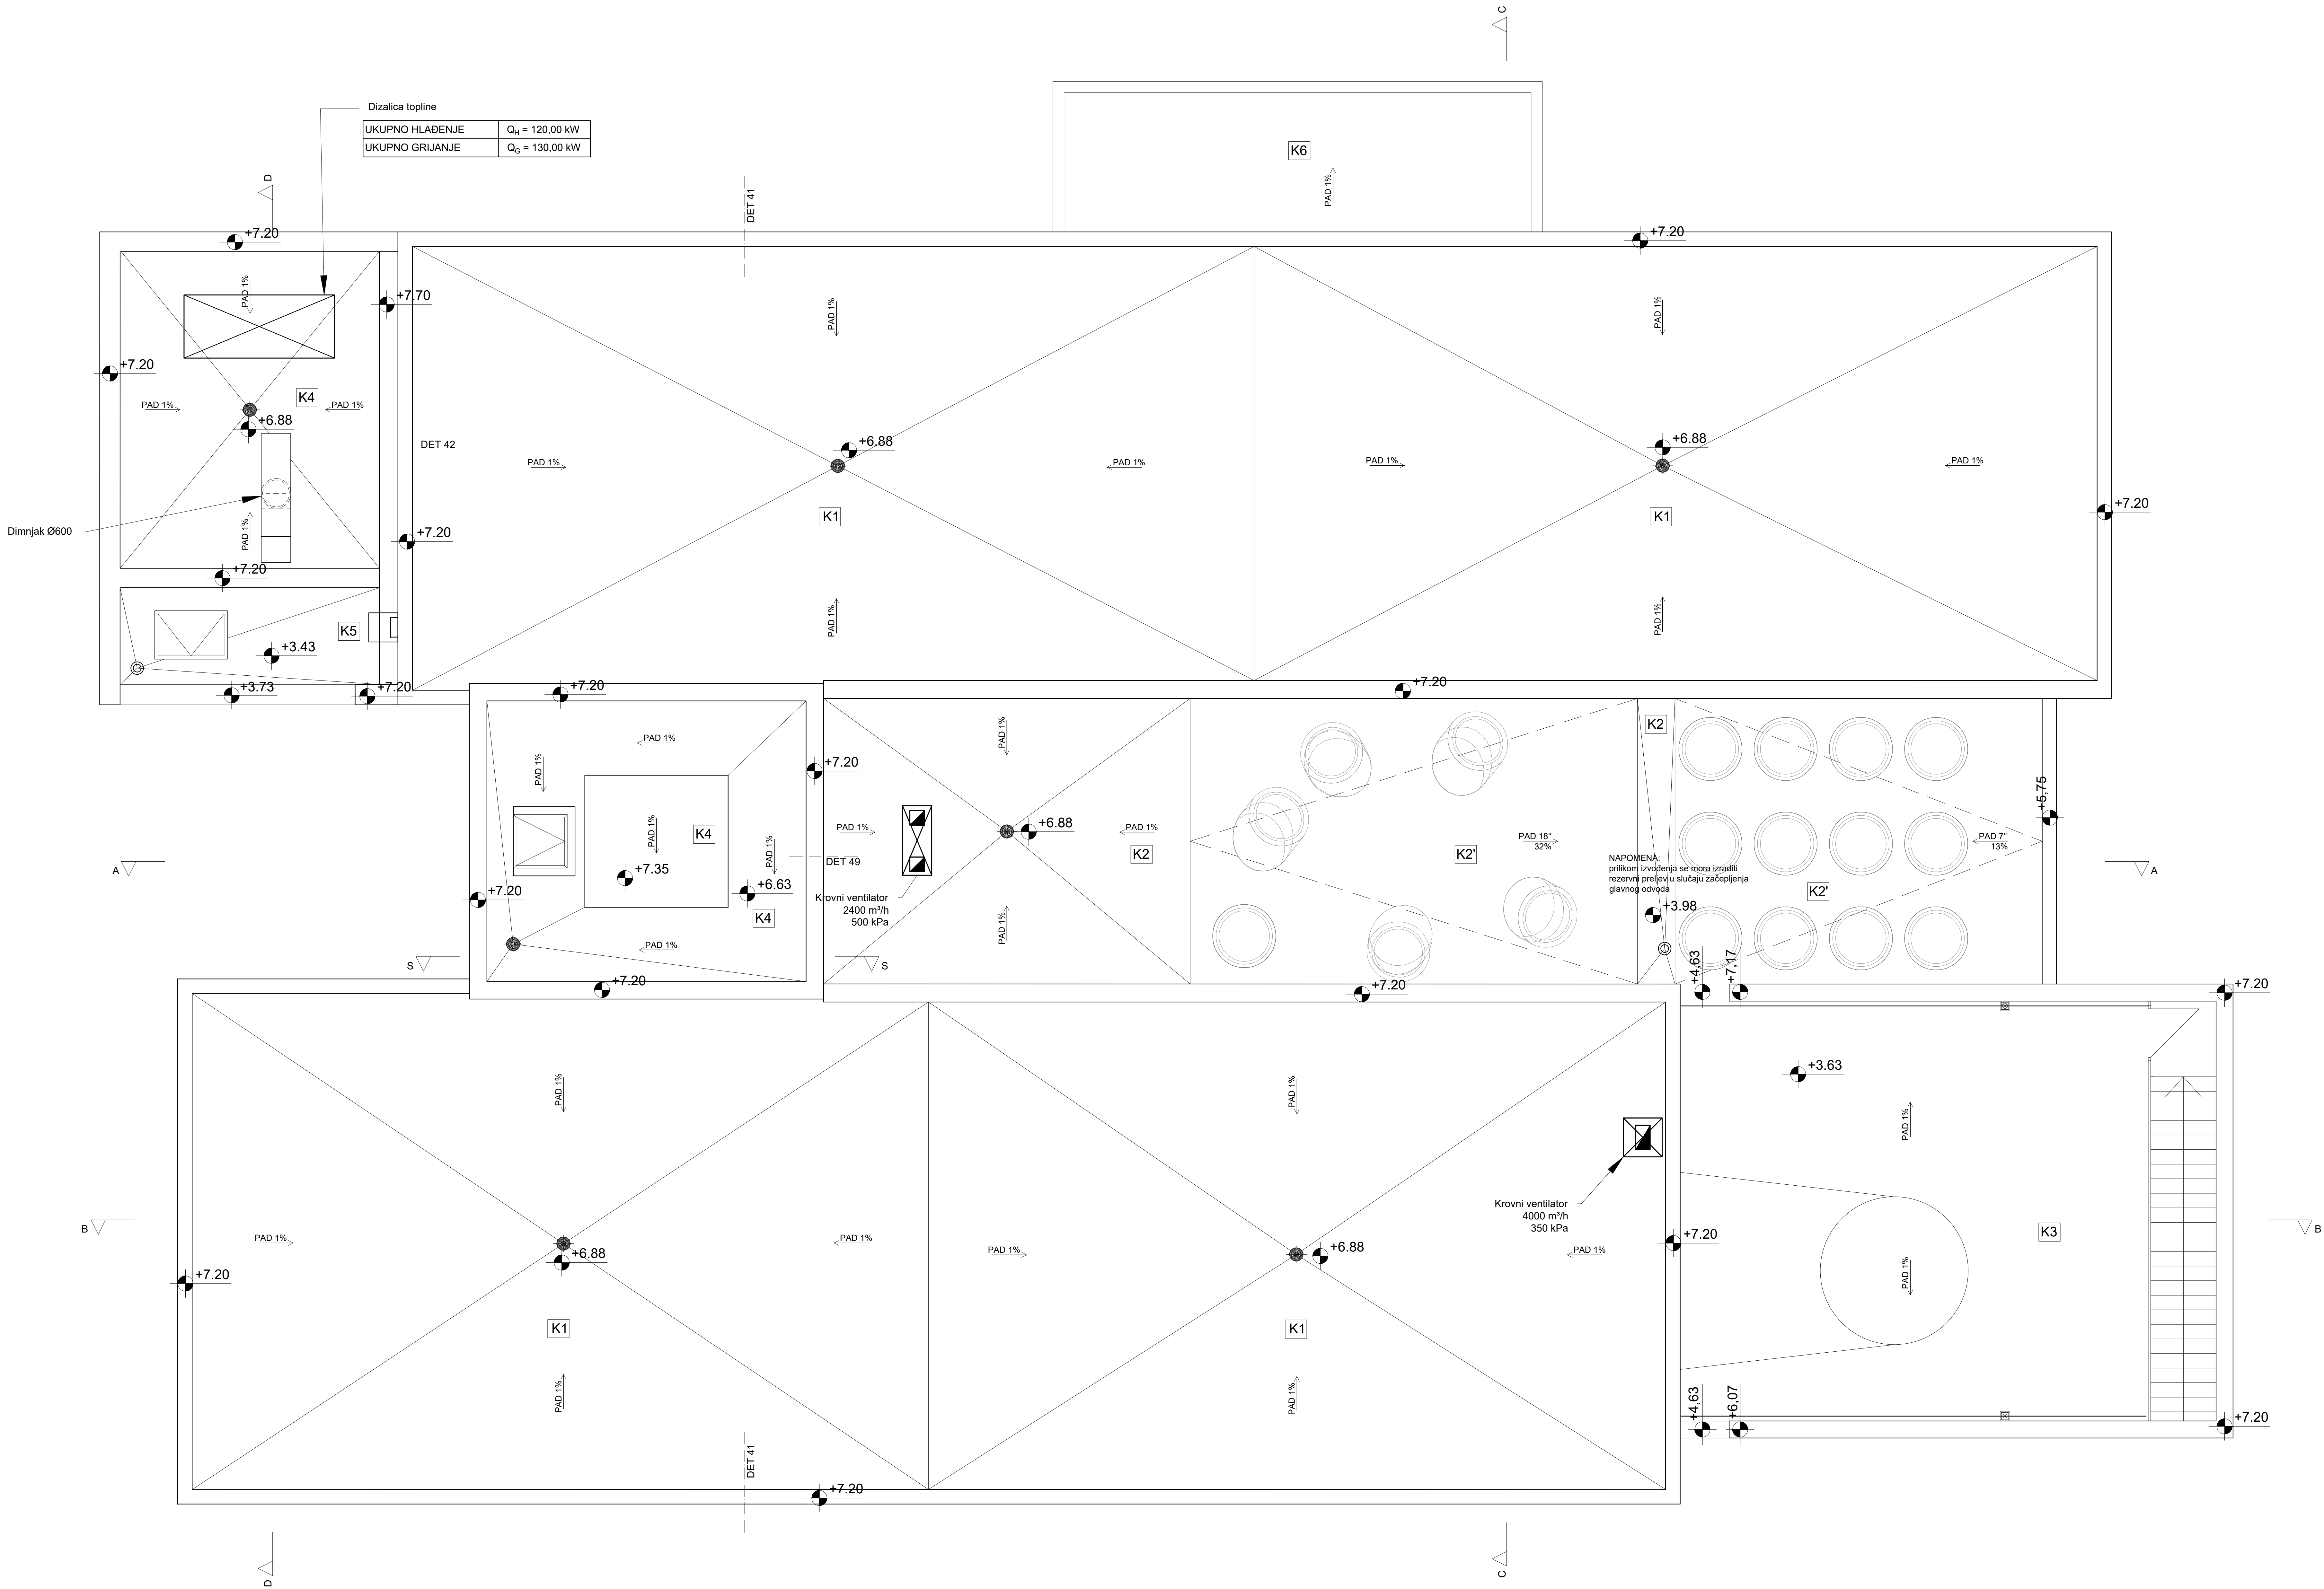 C
Dizalica topline
UKUPNO HLAĐENJE QH = 120,00 kW
UKUPNO GRIJANJE QG = 130,00 kW
K6
PAD 1%
D
DET 41
+7.20
+7.20
PAD 1%
+7.70
PAD 1%
PAD 1%
+7.20
K4
PAD 1%
PAD 1%
+6.88
DET 42
+6.88
+6.88
PAD 1%
PAD 1%
PAD 1%
PAD 1%
Dimnjak Ø600
PAD 1%
+7.20
K1
K1
+7.20
+7.20
PAD 1%
PAD 1%
K5
+3.43
+3.73
+7.20
+7.20
+7.20
PAD 1%
PAD 1%
PAD 1%
K2
+7.20
+5,75
PAD 1%
K4
PAD 1%
PAD 1%
+6.88
PAD 1%
PAD 18°
32%
PAD 7°
13%
A
+7.35
PAD 1%
DET 49
K2
K2'
NAPOMENA:
prilikom izvođenja se mora izraditi
rezervni preljev u slučaju začepljenja
glavnog odvoda
A
+7.20
+6.63
K4
Krovni ventilator
2400 m³/h
500 kPa
K2'
+3.98
PAD 1%
PAD 1%
S
S
+7.20
+7.20
+4,63
+7,17
+7.20
+3.63
PAD 1%
PAD 1%
PAD 1%
Krovni ventilator
4000 m³/h
350 kPa
B
K3
B
PAD 1%
PAD 1%
+6.88
PAD 1%
+6.88
PAD 1%
+7.20
+7.20
PAD 1%
K1
K1
PAD 1%
PAD 1%
+4,63
+6,07
+7.20
DET 41
+7.20
D
C